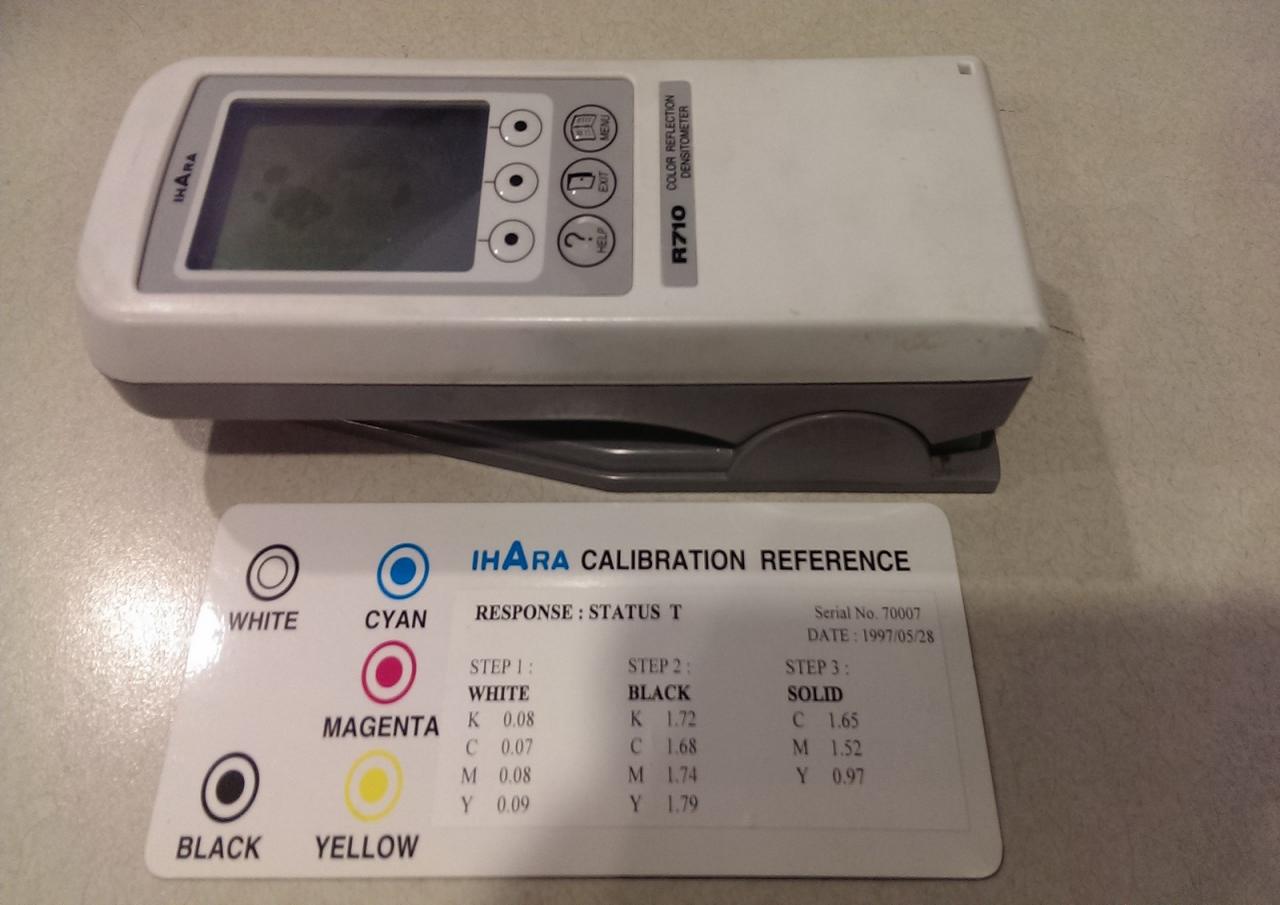 IHARA
MENU
EXIT
? HELP
R710 COLOR REFLECTION
DENSITOMETER
IHARA CALIBRATION REFERENCE
WHITE
CYAN
MAGENTA
BLACK
YELLOW
RESPONSE : STATUS T
Serial No. 70007
DATE : 1997/05/28
STEP 1 :
WHITE
K 0.08
C 0.07
M 0.08
Y 0.09
STEP 2 :
BLACK
K 1.72
C 1.68
M 1.74
Y 1.79
STEP 3 :
SOLID
C 1.65
M 1.52
Y 0.97